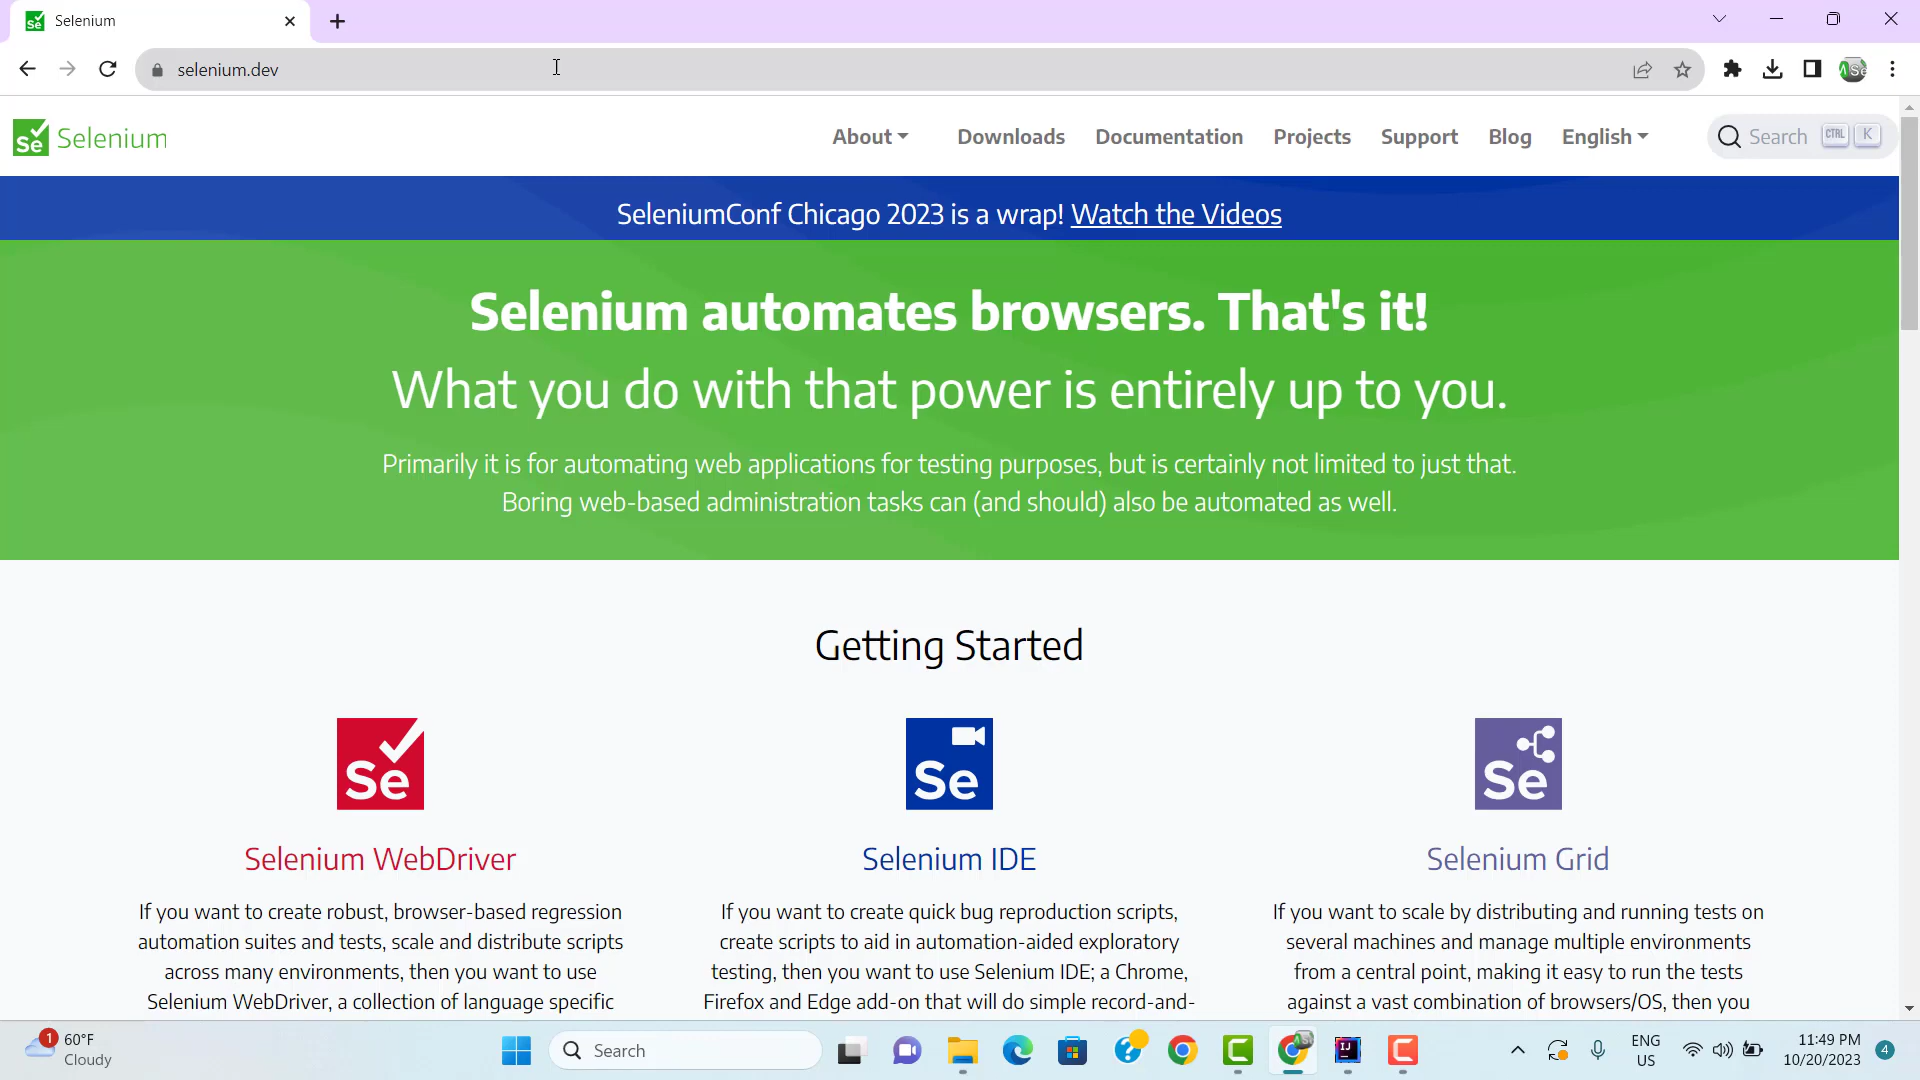 Selenium
selenium.dev
Selenium
About
Downloads
Documentation
Projects
Support
Blog
English
Search CTRL K
SeleniumConf Chicago 2023 is a wrap! Watch the Videos
Selenium automates browsers. That's it!
What you do with that power is entirely up to you.
Primarily it is for automating web applications for testing purposes, but is certainly not limited to just that.
Boring web-based administration tasks can (and should) also be automated as well.
Getting Started
Se
Selenium WebDriver
If you want to create robust, browser-based regression
automation suites and tests, scale and distribute scripts
across many environments, then you want to use
Selenium WebDriver, a collection of language specific
Se
Selenium IDE
If you want to create quick bug reproduction scripts,
create scripts to aid in automation-aided exploratory
testing, then you want to use Selenium IDE; a Chrome,
Firefox and Edge add-on that will do simple record-and-
Se
Selenium Grid
If you want to scale by distributing and running tests on
several machines and manage multiple environments
from a central point, making it easy to run the tests
against a vast combination of browsers/OS, then you
1
60°F
Cloudy
Search
ENG
US
11:49 PM
10/20/2023
4